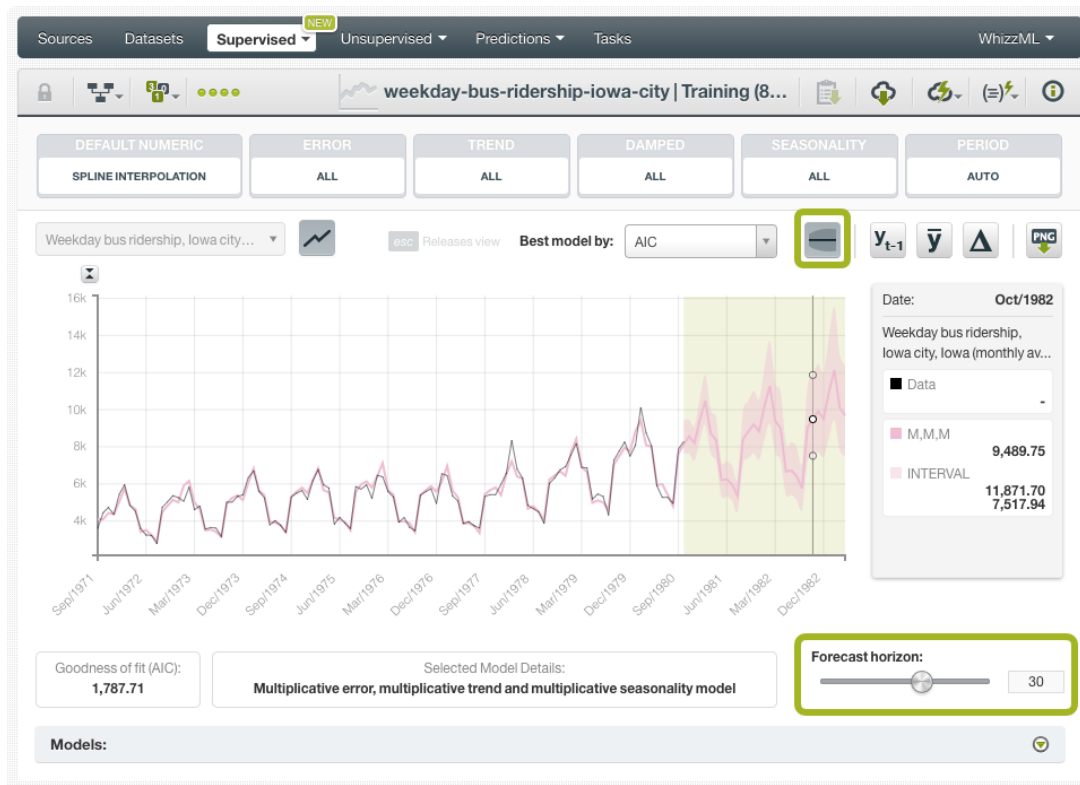 NEW
Sources Datasets Supervised Unsupervised Predictions Tasks WhizzML
weekday-bus-ridership-iowa-city | Training (8...
DEFAULT NUMERIC ERROR TREND DAMPED SEASONALITY PERIOD
SPLINE INTERPOLATION ALL ALL ALL ALL AUTO
Weekday bus ridership, Iowa city... esc Releases view Best model by: AIC yt-1 ȳ Δ PNG
16k
14k
12k
10k
8k
6k
4k
Sep/1971 Jun/1972 Mar/1973 Dec/1973 Sep/1974 Jun/1975 Mar/1976 Dec/1976 Sep/1977 Jun/1978 Mar/1979 Dec/1979 Sep/1980 Jun/1981 Mar/1982 Dec/1982
Date: Oct/1982
Weekday bus ridership,
Iowa city, Iowa (monthly av...
Data
-
M,M,M
9,489.75
INTERVAL
11,871.70
7,517.94
Goodness of fit (AIC):
1,787.71
Selected Model Details:
Multiplicative error, multiplicative trend and multiplicative seasonality model
Forecast horizon:
30
Models: